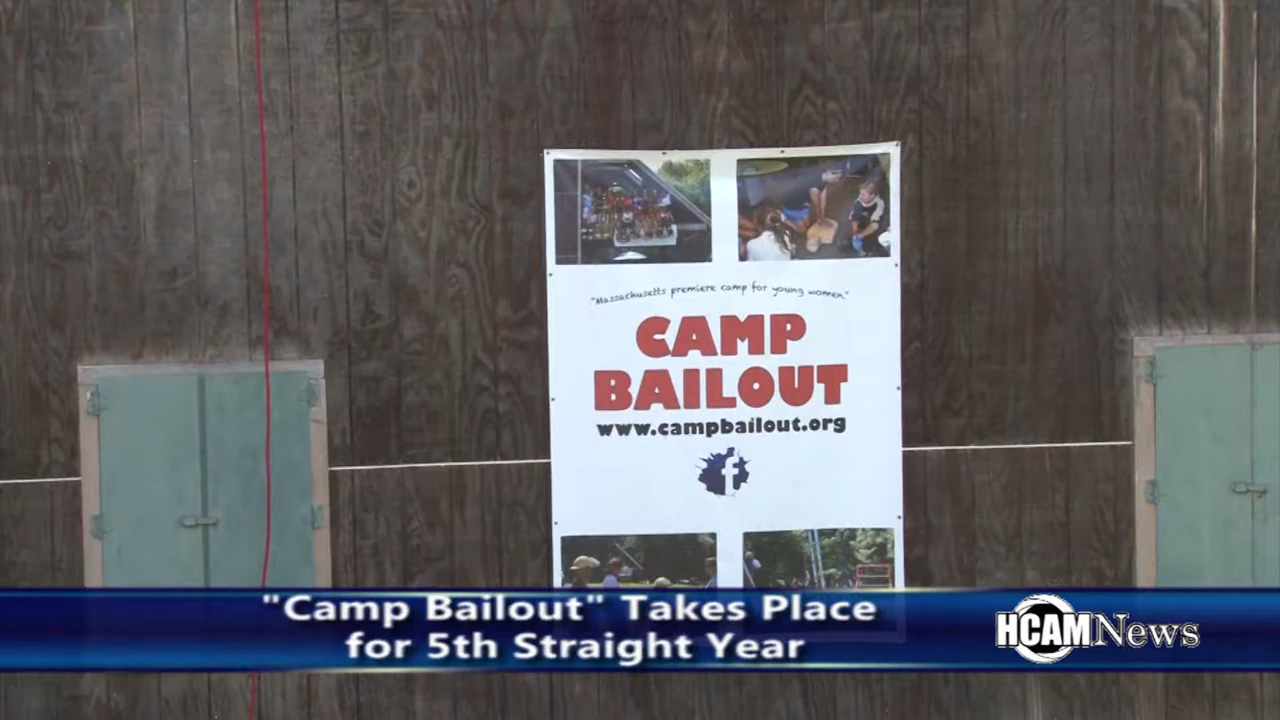 "Massachusetts premiere camp for young women"
CAMP
BAILOUT
www.campbailout.org
f
"Camp Bailout" Takes Place
for 5th Straight Year
HCAMNews